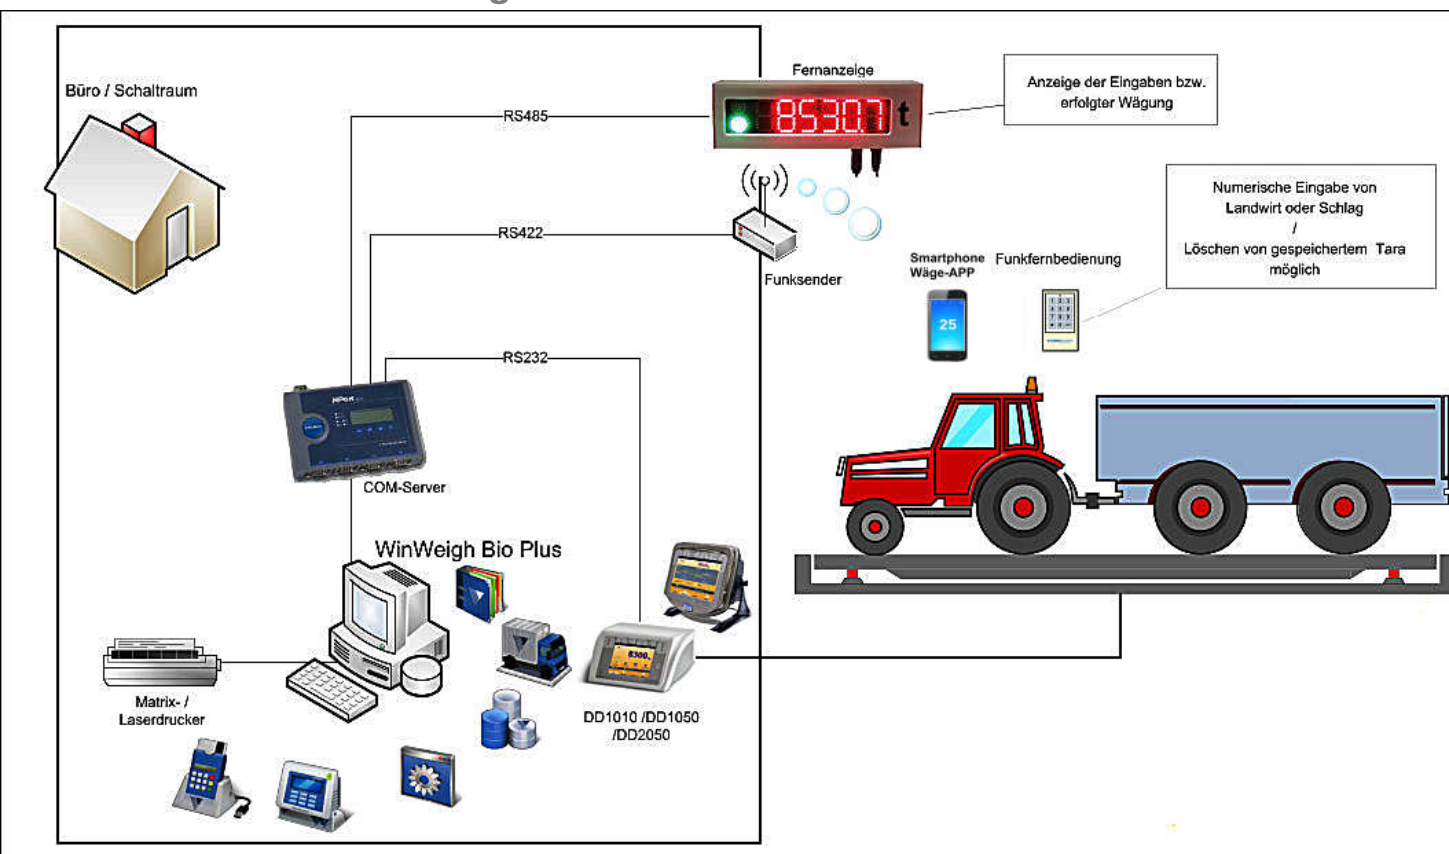 Büro / Schaltraum
Fernanzeige
8530.7 t
Anzeige der Eingaben bzw.
erfolgter Wägung
RS485
Numerische Eingabe von
Landwirt oder Schlag
/
Löschen von gespeichertem Tara
möglich
RS422
Funksender
Smartphone
Wäge-APP
Funkfernbedienung
25
RS232
NPort
COM-Server
WinWeigh Bio Plus
8300
Matrix- /
Laserdrucker
DD1010 /DD1050
/DD2050